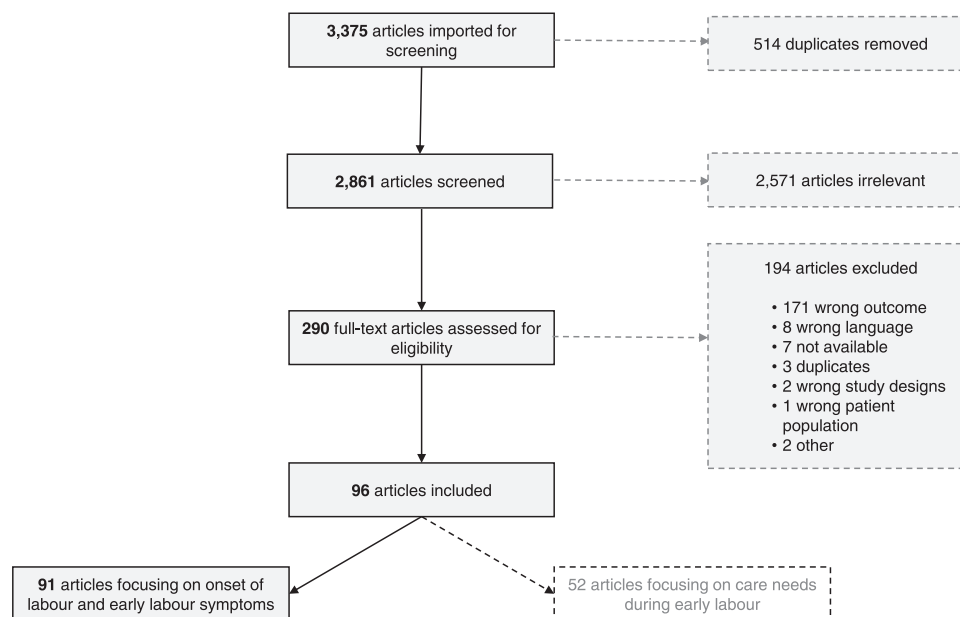 3,375 articles imported for
screening
514 duplicates removed
2,861 articles screened
2,571 articles irrelevant
194 articles excluded
• 171 wrong outcome
• 8 wrong language
• 7 not available
• 3 duplicates
• 2 wrong study designs
• 1 wrong patient
population
• 2 other
290 full-text articles assessed for
eligibility
96 articles included
91 articles focusing on onset of
labour and early labour symptoms
52 articles focusing on care needs
during early labour